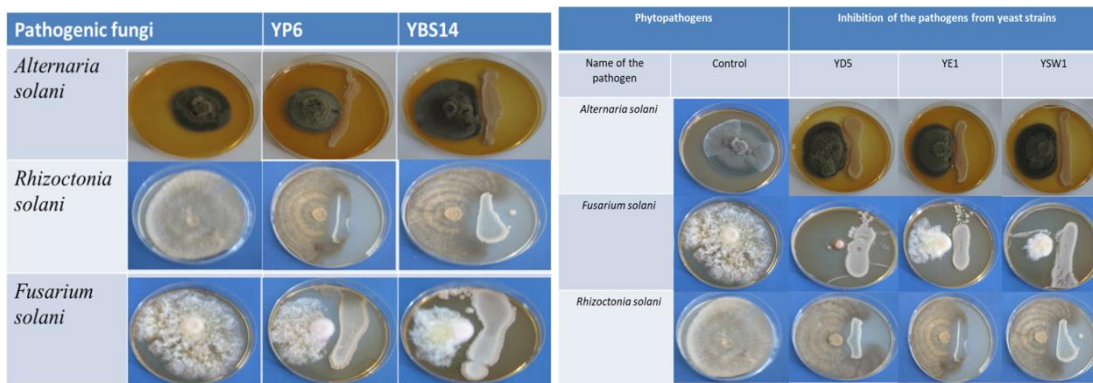 Pathogenic fungi YP6 YBS14
Alternaria
solani
Rhizoctonia
solani
Fusarium
solani
Phytopathogens Inhibition of the pathogens from yeast strains
Name of the Control YD5 YE1 YSW1
pathogen
Alternaria solani
Fusarium solani
Rhizoctonia solani